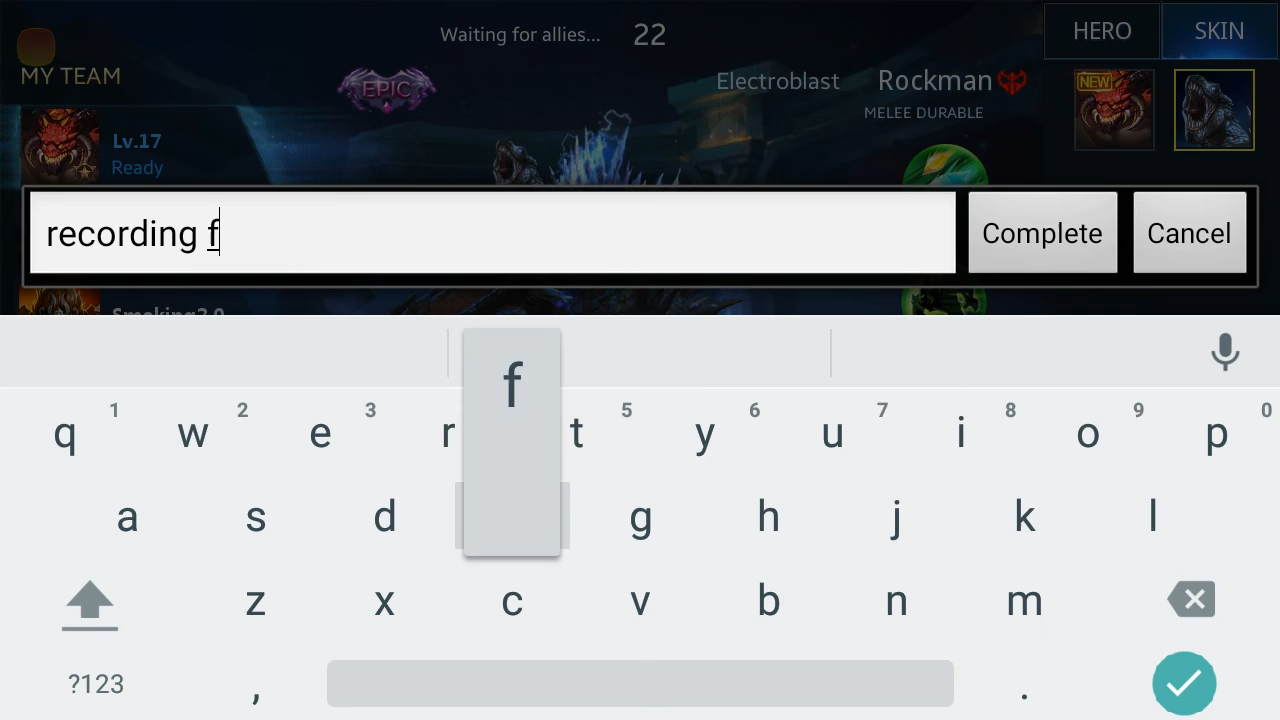 Waiting for allies... 22
HERO SKIN
MY TEAM
EPIC
Electroblast Rockman
MELEE DURABLE
NEW
Lv.17
Ready
recording f
Complete Cancel
f
q 1 w 2 e 3 r t 5 y 6 u 7 i 8 o 9 p 0
a s d g h j k l
z x c v b n m
?123 , .